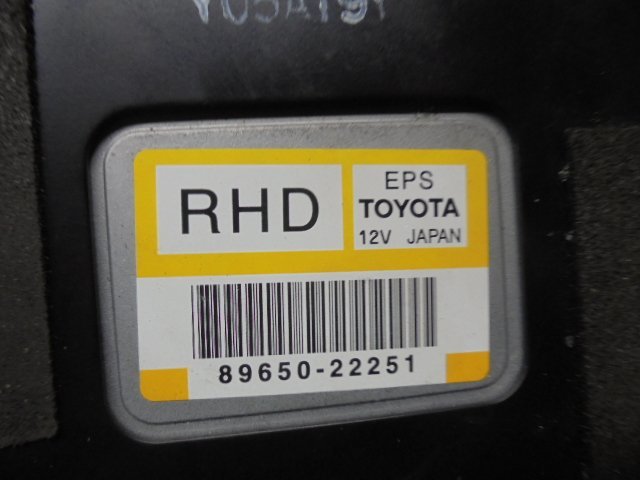 RHD
EPS
TOYOTA
12V JAPAN
89650-22251